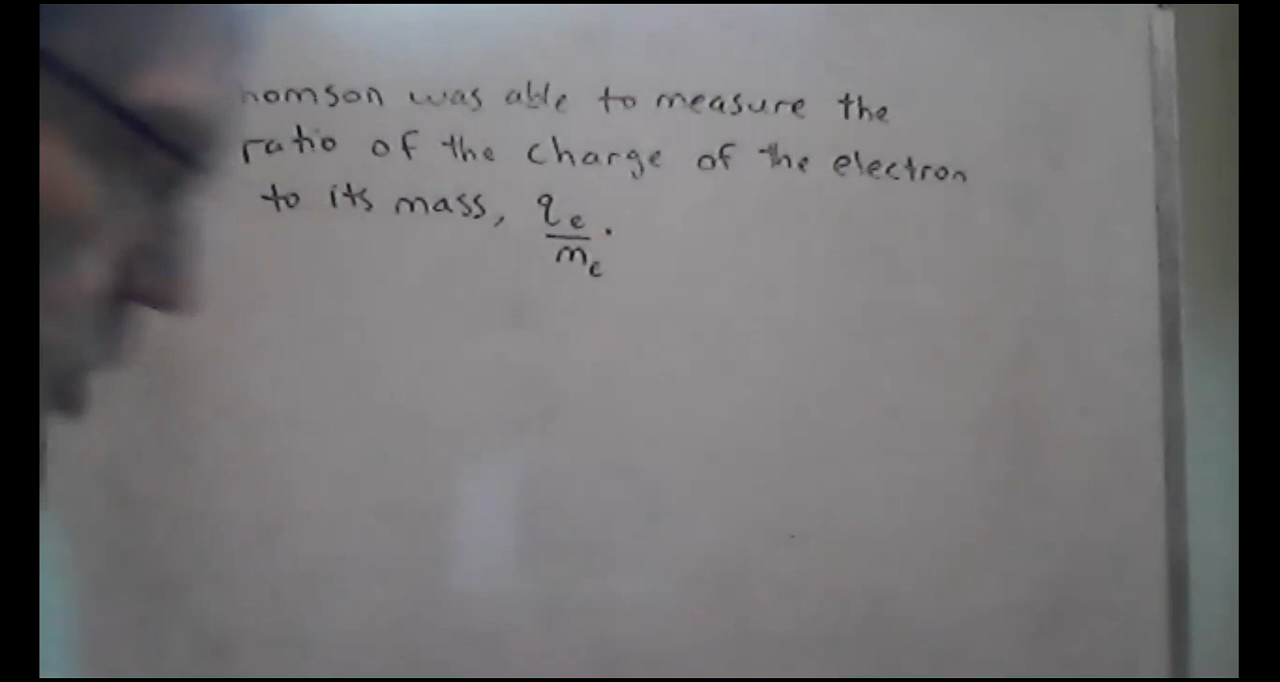 homson was able to measure the
ratio of the charge of the electron
to its mass, qe/me.